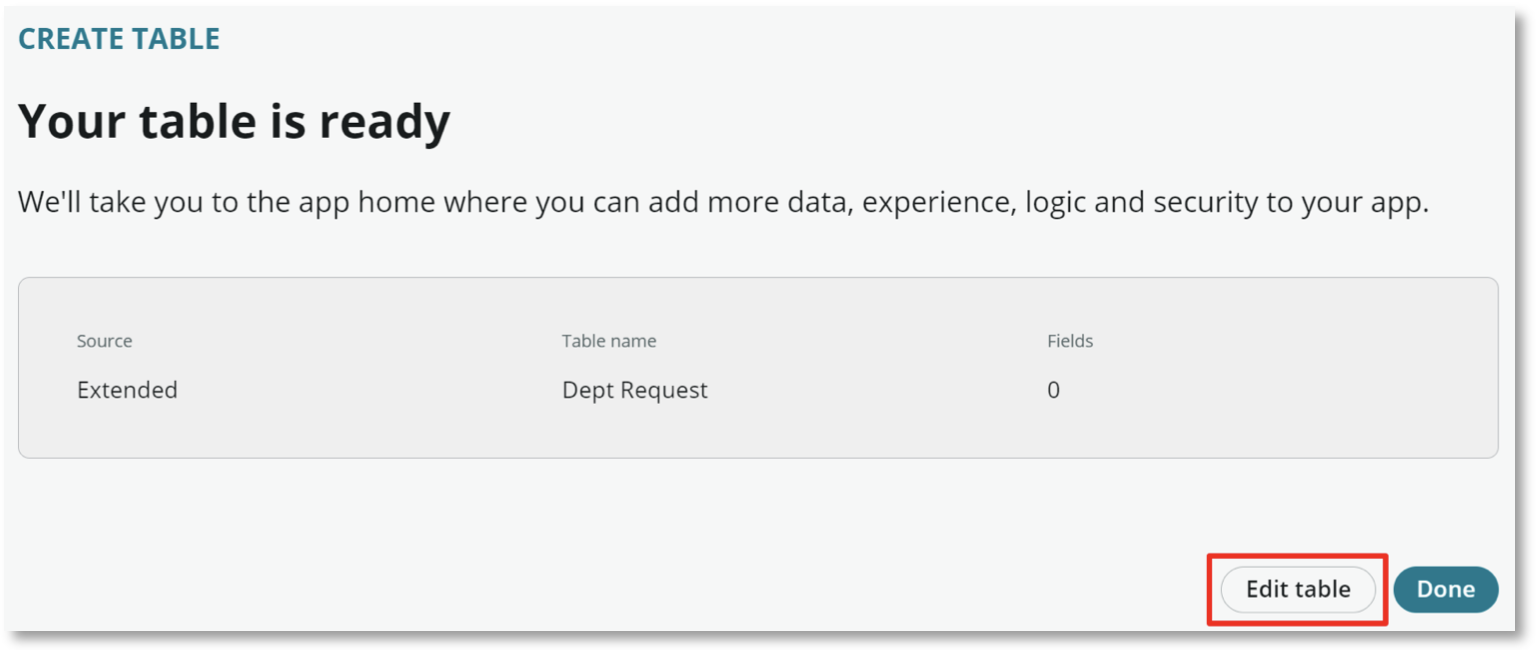 CREATE TABLE
Your table is ready
We'll take you to the app home where you can add more data, experience, logic and security to your app.
Source Table name Fields
Extended Dept Request 0
Edit table Done